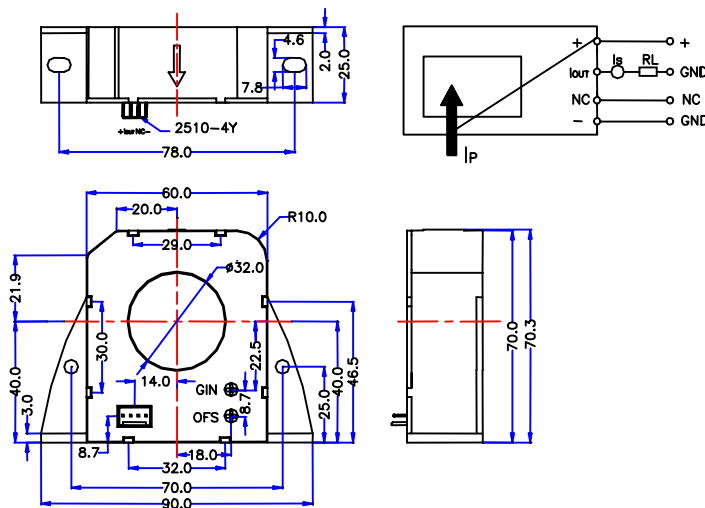 4.6
2.0
25.0
7.8
+IoutNC-
2510-4Y
78.0
+
+
IOUT
Is
RL
GND
NC
NC
-
GND
IP
60.0
20.0
R10.0
29.0
ø32.0
21.9
30.0
22.5
40.0
14.0
GIN
OFS
8.7
3.0
8.7
18.0
32.0
70.0
90.0
25.0
40.0
46.5
70.0
70.3